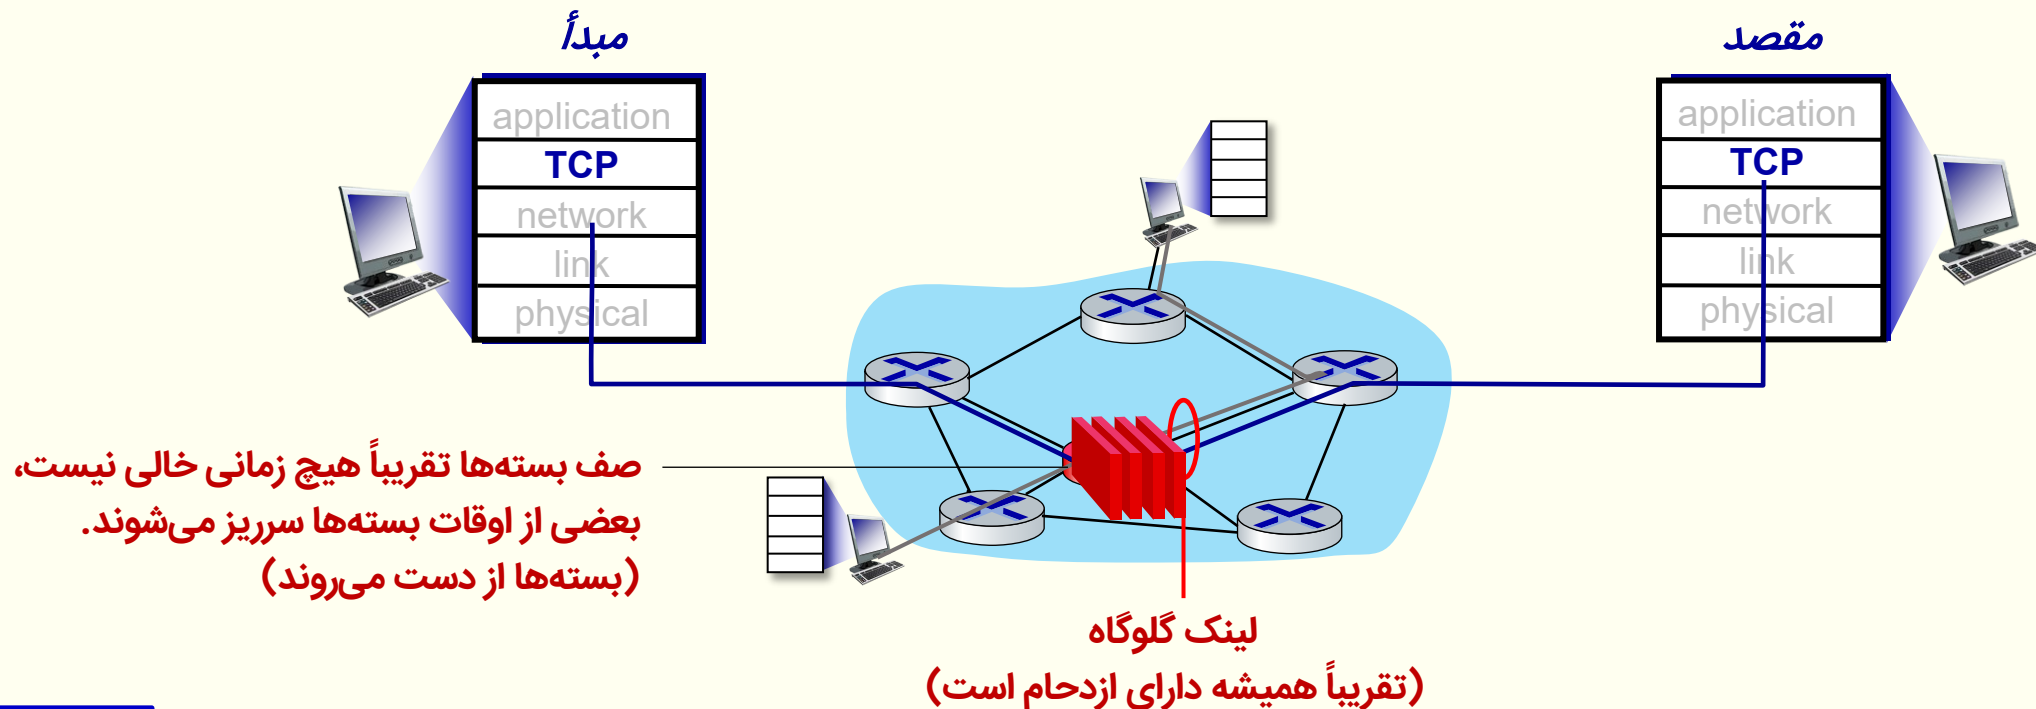 مبدأ
مقصد
application
TCP
network
link
physical
application
TCP
network
link
physical
صف بسته‌ها تقریباً هیچ زمانی خالی نیست،
بعضی از اوقات بسته‌ها سرریز می‌شوند.
(بسته‌ها از دست می‌روند)
لینک گلوگاه
(تقریباً همیشه دارای ازدحام است)